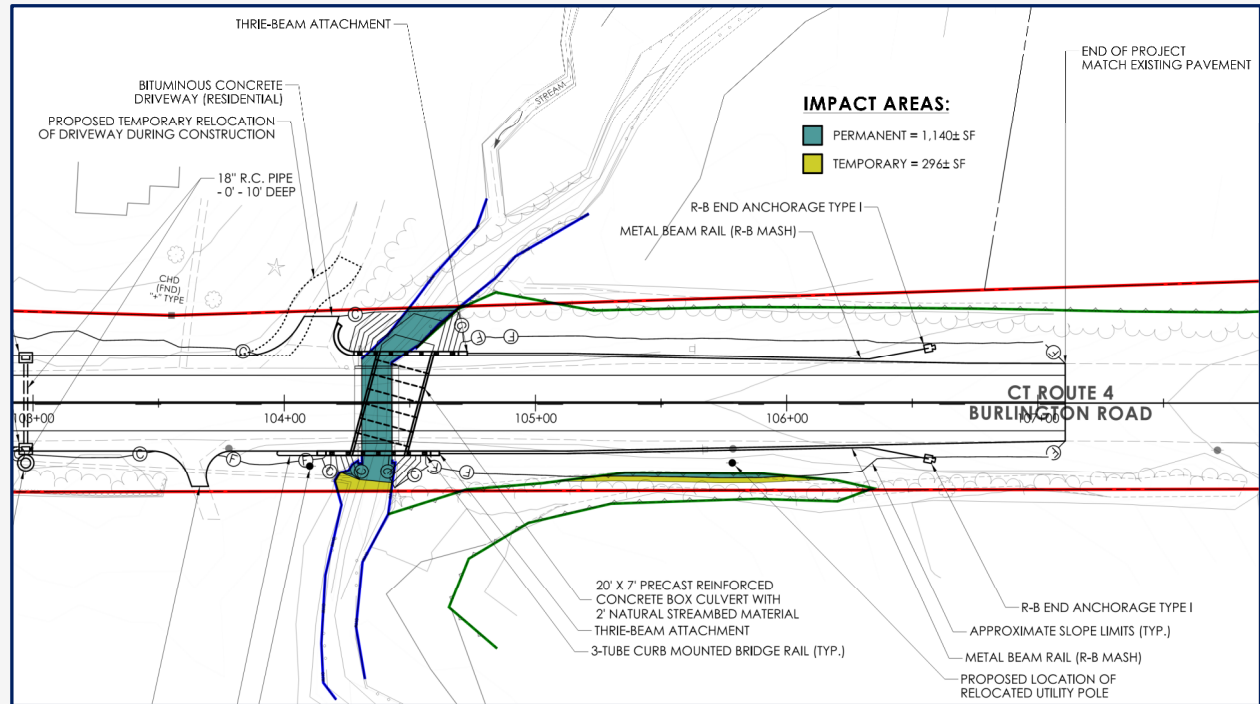 THRIE-BEAM ATTACHMENT
BITUMINOUS CONCRETE
DRIVEWAY (RESIDENTIAL)
PROPOSED TEMPORARY RELOCATION
OF DRIVEWAY DURING CONSTRUCTION
18" R.C. PIPE
- 0' - 10' DEEP
CHD
(FND)
"+" TYPE
STREAM
END OF PROJECT
MATCH EXISTING PAVEMENT
IMPACT AREAS:
PERMANENT = 1,140± SF
TEMPORARY = 296± SF
R-B END ANCHORAGE TYPE I
METAL BEAM RAIL (R-B MASH)
C
C
C
F
F
F
CT ROUTE 4
BURLINGTON ROAD
103+00
104+00
105+00
106+00
107+00
C
F
F
C
C
C
C
C
F
F
F
20' X 7' PRECAST REINFORCED
CONCRETE BOX CULVERT WITH
2' NATURAL STREAMBED MATERIAL
THRIE-BEAM ATTACHMENT
3-TUBE CURB MOUNTED BRIDGE RAIL (TYP.)
R-B END ANCHORAGE TYPE I
APPROXIMATE SLOPE LIMITS (TYP.)
METAL BEAM RAIL (R-B MASH)
PROPOSED LOCATION OF
RELOCATED UTILITY POLE